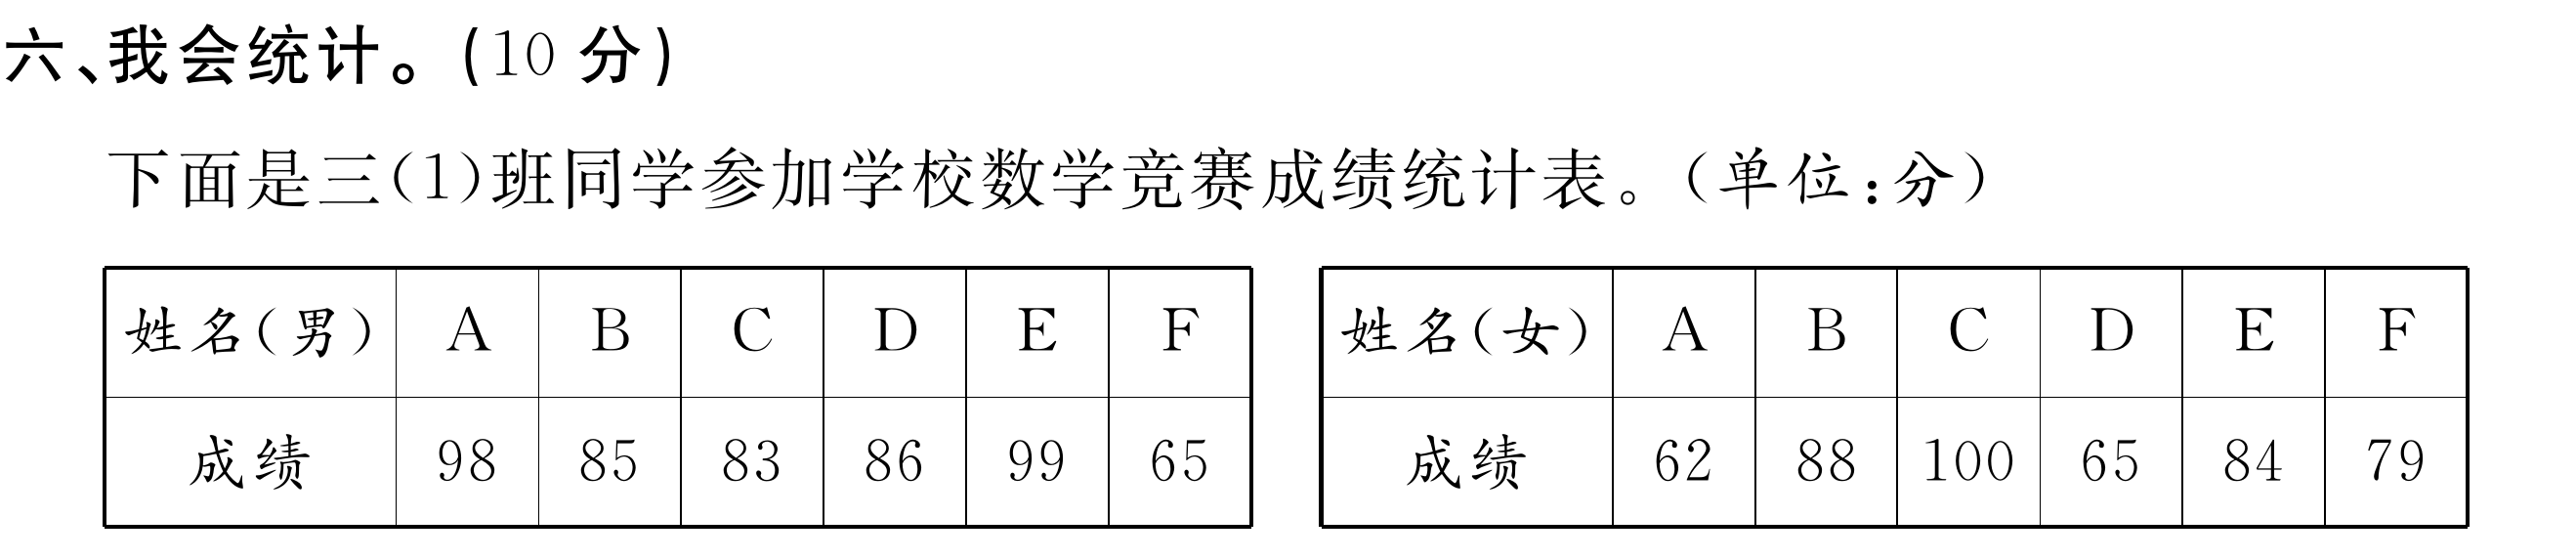 六、我会统计。(10 分)
下面是三(1)班同学参加学校数学竞赛成绩统计表。(单位:分)
姓名(男) A B C D E F
成绩 98 85 83 86 99 65
姓名(女) A B C D E F
成绩 62 88 100 65 84 79